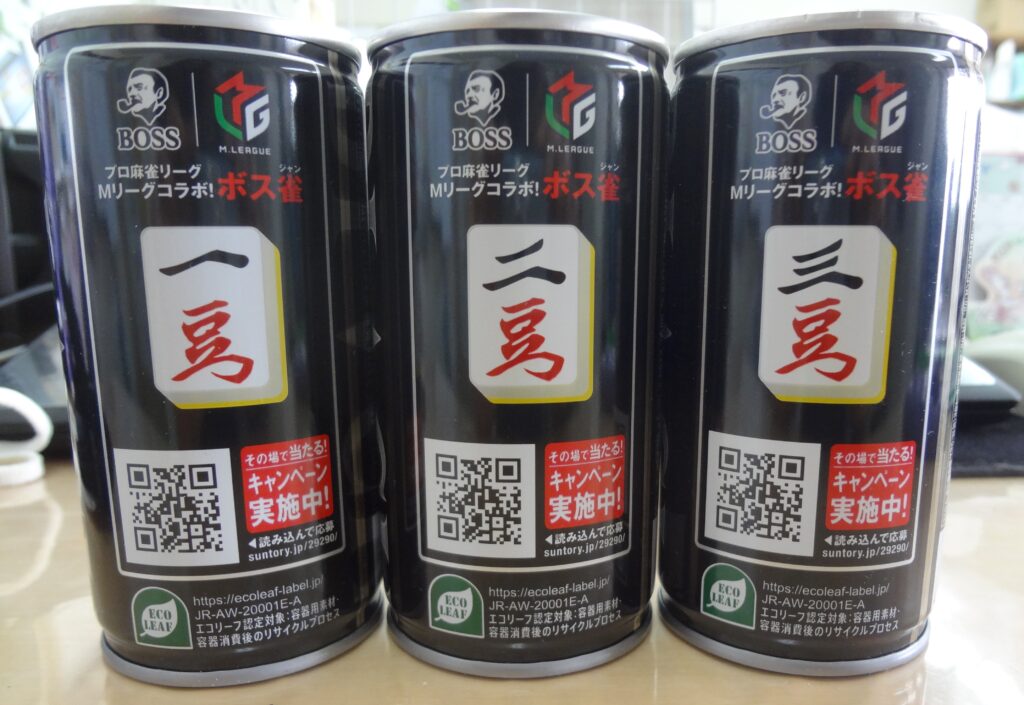 BOSS
M.LEAGUE
プロ麻雀リーグ
Mリーグコラボ!
ジャン
ボス雀
一
豆
その場で当たる!
キャンペーン
実施中!
◀読み込んで応募
suntory.jp/29290/
ECO
LEAF
https://ecoleaf-label.jp/
JR-AW-20001E-A
エコリーフ認定対象:容器用素材・
容器消費後のリサイクルプロセス
BOSS
M.LEAGUE
プロ麻雀リーグ
Mリーグコラボ!
ジャン
ボス雀
二
豆
その場で当たる!
キャンペーン
実施中!
◀読み込んで応募
suntory.jp/29290/
ECO
LEAF
https://ecoleaf-label.jp/
JR-AW-20001E-A
エコリーフ認定対象:容器用素材・
容器消費後のリサイクルプロセス
BOSS
M.LEAGUE
プロ麻雀リーグ
Mリーグコラボ!
ジャン
ボス雀
三
豆
その場で当たる!
キャンペーン
実施中!
◀読み込んで応募
suntory.jp/29290/
ECO
LEAF
https://ecoleaf-label.jp/
JR-AW-20001E-A
エコリーフ認定対象:容器用素材・
容器消費後のリサイクルプロセス